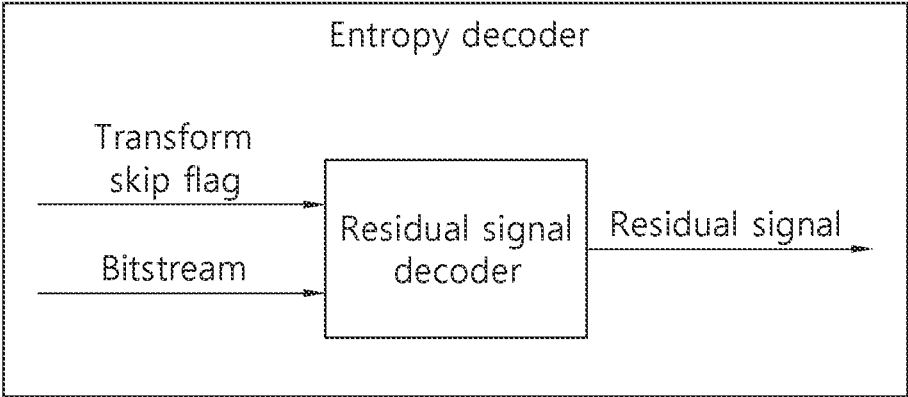 Entropy decoder
Transform
skip flag
Bitstream
Residual signal
decoder
Residual signal